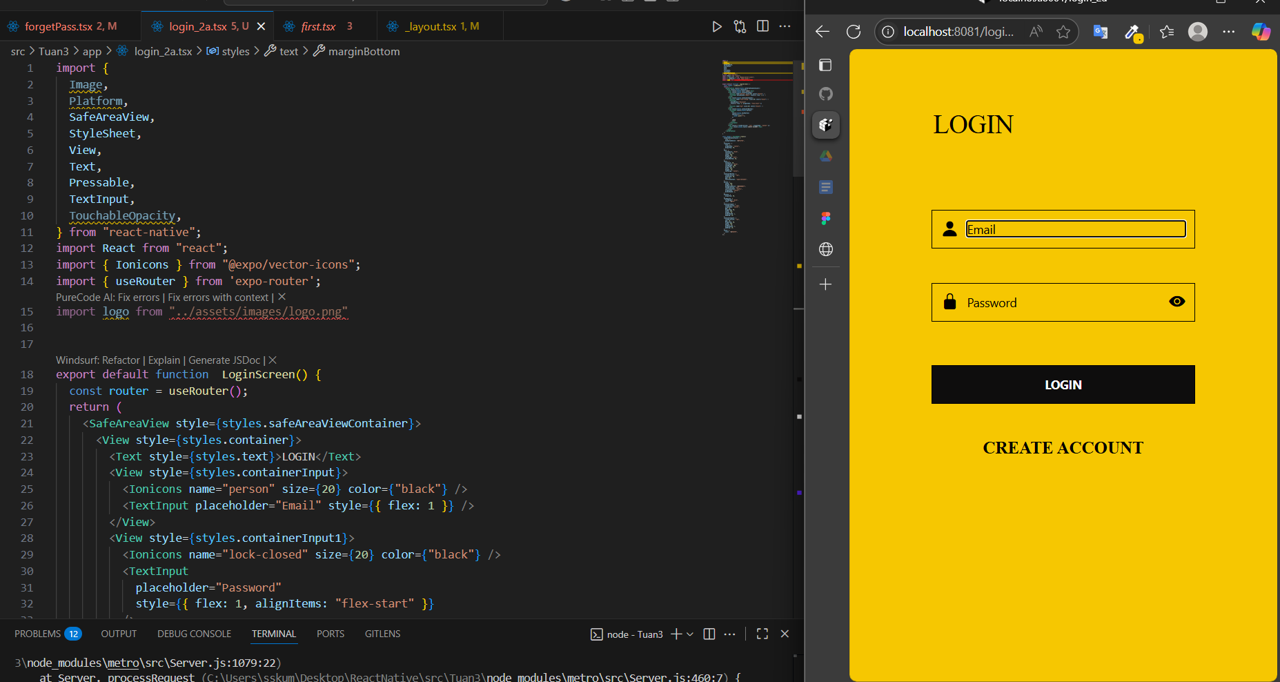 forgetPass.tsx 2, M
login_2a.tsx 5, U
first.tsx 3
_layout.tsx 1, M
src > Tuan3 > app > login_2a.tsx > styles > text > marginBottom
1 import {
2 Image,
3 Platform,
4 SafeAreaView,
5 StyleSheet,
6 View,
7 Text,
8 Pressable,
9 TextInput,
10 TouchableOpacity,
11 } from "react-native";
12 import React from "react";
13 import { Ionicons } from "@expo/vector-icons";
14 import { useRouter } from 'expo-router';
PureCode AI: Fix errors | Fix errors with context |
15 import logo from "../assets/images/logo.png"
16
17
Windsurf: Refactor | Explain | Generate JSDoc |
18 export default function LoginScreen() {
19 const router = useRouter();
20 return (
21 <SafeAreaView style={styles.safeAreaViewContainer}>
22 <View style={styles.container}>
23 <Text style={styles.text}>LOGIN</Text>
24 <View style={styles.containerInput}>
25 <Ionicons name="person" size={20} color={"black"} />
26 <TextInput placeholder="Email" style={{ flex: 1 }} />
27 </View>
28 <View style={styles.containerInput1}>
29 <Ionicons name="lock-closed" size={20} color={"black"} />
30 <TextInput
31 placeholder="Password"
32 style={{ flex: 1, alignItems: "flex-start" }}
PROBLEMS 12
OUTPUT
DEBUG CONSOLE
TERMINAL
PORTS
GITLENS
node - Tuan3
3\node_modules\metro\src\Server.js:1079:22)
at Server._processRequest (C:\Users\sskum\Desktop\ReactNative\src\Tuan3\node_modules\metro\src\Server.js:460:7) {
localhost:8081/logi...
LOGIN
Email
Password
LOGIN
CREATE ACCOUNT